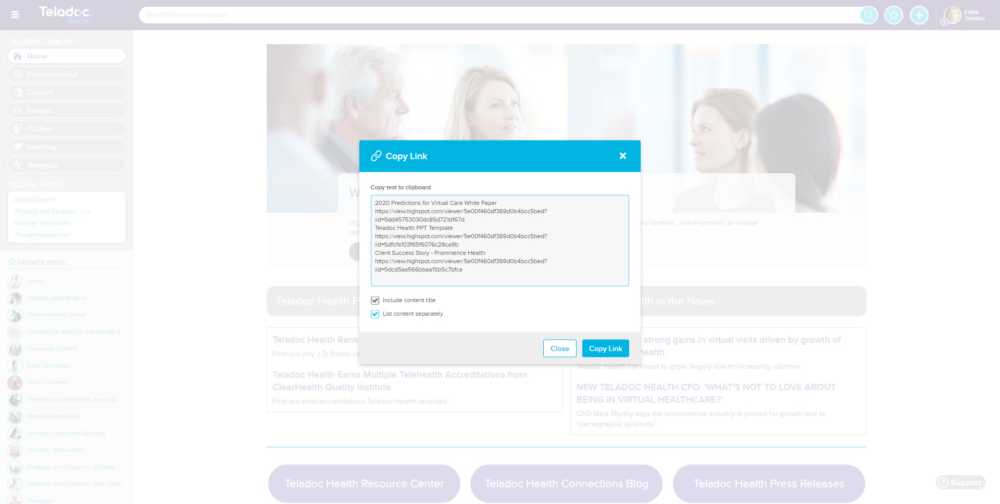 Teladoc
HEALTH
Search for content and people
Erika
Teladoc ...
1
TELADOC HEALTH
Home
Recommended
Content
People
Pitches
Learning
Analytics
RECENT SPOTS
Erika's Content
Products and Solutions - U.S.
Member Testimonials
Thought Leadership
FAVORITE SPOTS
Aetna
Canada Sales Material
Client Success Stories
Competitive Analysis and Market R...
Corporate Content
Email Templates
Erika's Content
International (Non-North America)
Medicare/Medicaid
Member Experience Samples
Member Testimonials
Products and Solutions - Canada
Products and Solutions - Non North...
Proposals
Copy Link
Copy text to clipboard
2020 Predictions for Virtual Care White Paper
https://view.highspot.com/viewer/5e00f460df369d0b4bcc5bed?
iid=5dd45753030dc85d721d167d
Teladoc Health PPT Template
https://view.highspot.com/viewer/5e00f460df369d0b4bcc5bed?
iid=5dfcfa103f65f6076c28ca9b
Client Success Story - Prominence Health
https://view.highspot.com/viewer/5e00f460df369d0b4bcc5bed?
iid=5dcd5aa566bbaa15b5c7bfca
Include content title
List content separately
Close
Copy Link
W
Hig
nd content, share content, or create
per
Teladoc Health P
lth in the News
Teladoc Health Rank
Find out why J.D. Power ra
Teladoc Health Earns Multiple Telehealth Accreditations from
ClearHealth Quality Institute
Find out what accreditations Teladoc Health received.
strong gains in virtual visits driven by growth of
health
Teladoc Health continues to grow, largely due to increasing volumes.
NEW TELADOC HEALTH CFO: 'WHAT'S NOT TO LOVE ABOUT
BEING IN VIRTUAL HEALTHCARE?'
CFO Mala Murthy says the telemedicine industry is primed for growth due to
"demographic tailwinds."
Teladoc Health Resource Center
Teladoc Health Connections Blog
Teladoc Health Press Releases
Support